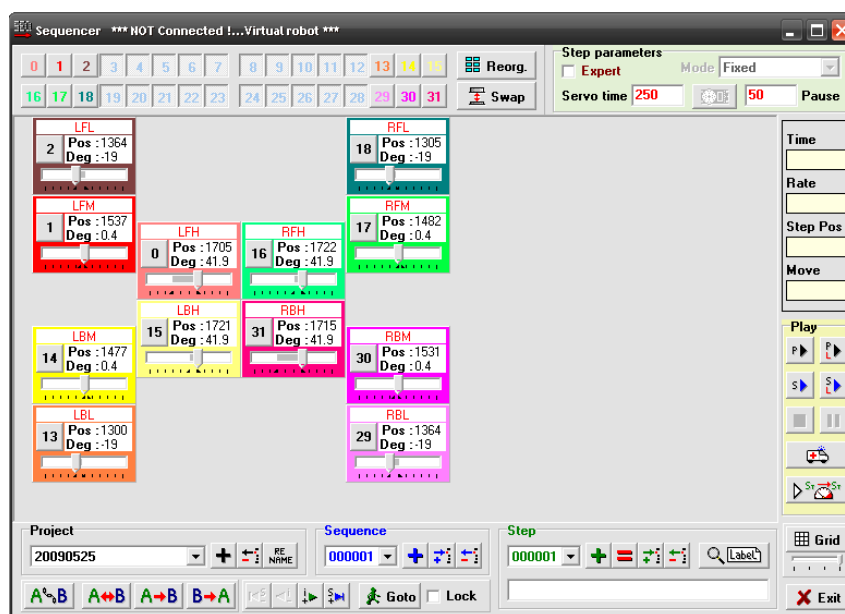 SEQ Sequencer *** NOT Connected !...Virtual robot ***
0 1 2 3 4 5 6 7 8 9 10 11 12 13 14 15 Reorg.
16 17 18 19 20 21 22 23 24 25 26 27 28 29 30 31 Swap
Step parameters
Expert Mode Fixed
Servo time 250 50 Pause
LFL
2 Pos :1364
Deg :-19
RFL
18 Pos :1305
Deg :-19
LFM
1 Pos :1537
Deg :0.4
RFM
17 Pos :1482
Deg :0.4
LFH
0 Pos :1705
Deg :41.9
RFH
16 Pos :1722
Deg :41.9
LBH
15 Pos :1721
Deg :41.9
RBH
31 Pos :1715
Deg :41.9
LBM
14 Pos :1477
Deg :0.4
RBM
30 Pos :1531
Deg :0.4
LBL
13 Pos :1300
Deg :-19
RBL
29 Pos :1364
Deg :-19
Time
Rate
Step Pos
Move
Play
P P L
S S L
ST ST
Grid
Exit
Project
20090525 RE NAME
Sequence
000001
Step
000001 Label
A B A B A B B A S S Goto Lock